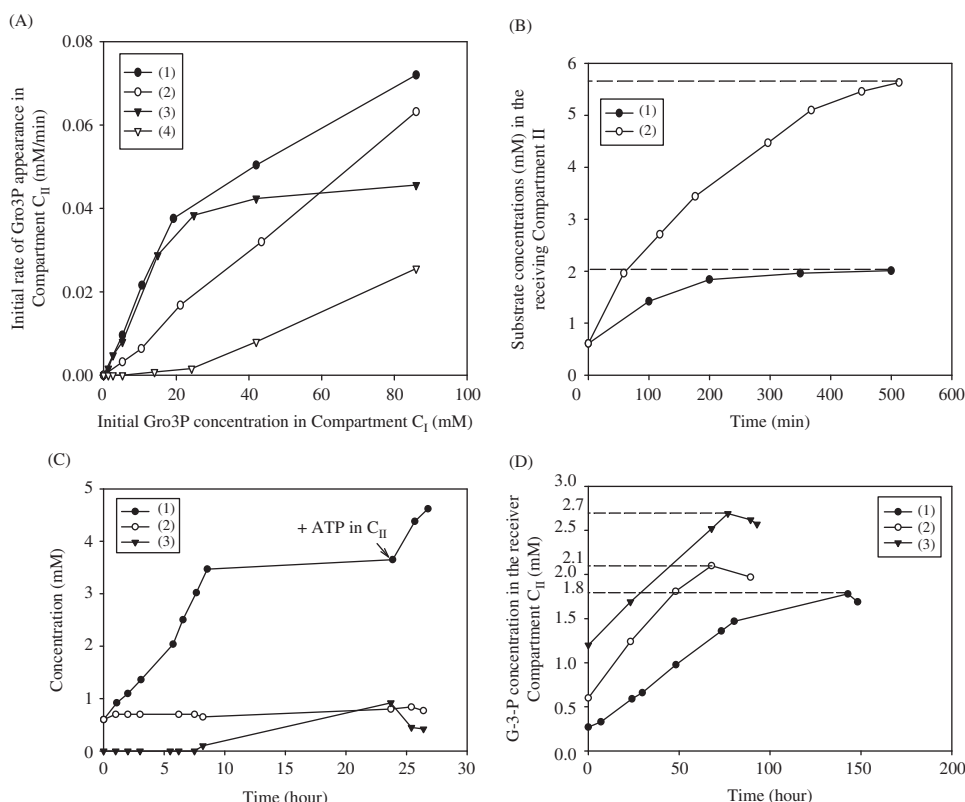 (A)
0.08
0.06
0.04
0.02
0.00
(1)
(2)
(3)
(4)
Initial rate of Gro3P appearance in
Compartment C_II (mM/min)
0 20 40 60 80 100
Initial Gro3P concentration in Compartment C_I (mM)
(B)
6
5
4
3
2
1
0
(1)
(2)
Substrate concentrations (mM) in the
receiving Compartment II
0 100 200 300 400 500 600
Time (min)
(C)
5
4
3
2
1
0
(1)
(2)
(3)
+ ATP in C_II
Concentration (mM)
0 5 10 15 20 25 30
Time (hour)
(D)
3.0
2.7
2.5
2.1
2.0
1.8
1.5
1.0
0.5
0.0
(1)
(2)
(3)
G-3-P concentration in the receiver
Compartment C_II (mM)
0 50 100 150 200
Time (hour)